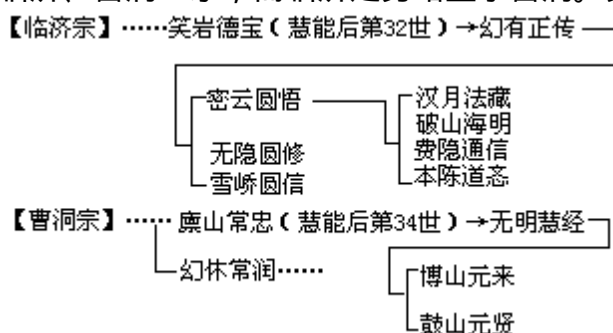 【临济宗】……笑岩德宝(慧能后第32世)→幻有正传
密云圆悟
汉月法藏
破山海明
无隐圆修
费隐通信
雪峤圆信
本陈道忞
【曹洞宗】……廪山常忠(慧能后第34世)→无明慧经
幻休常润……
博山元来
鼓山元贤